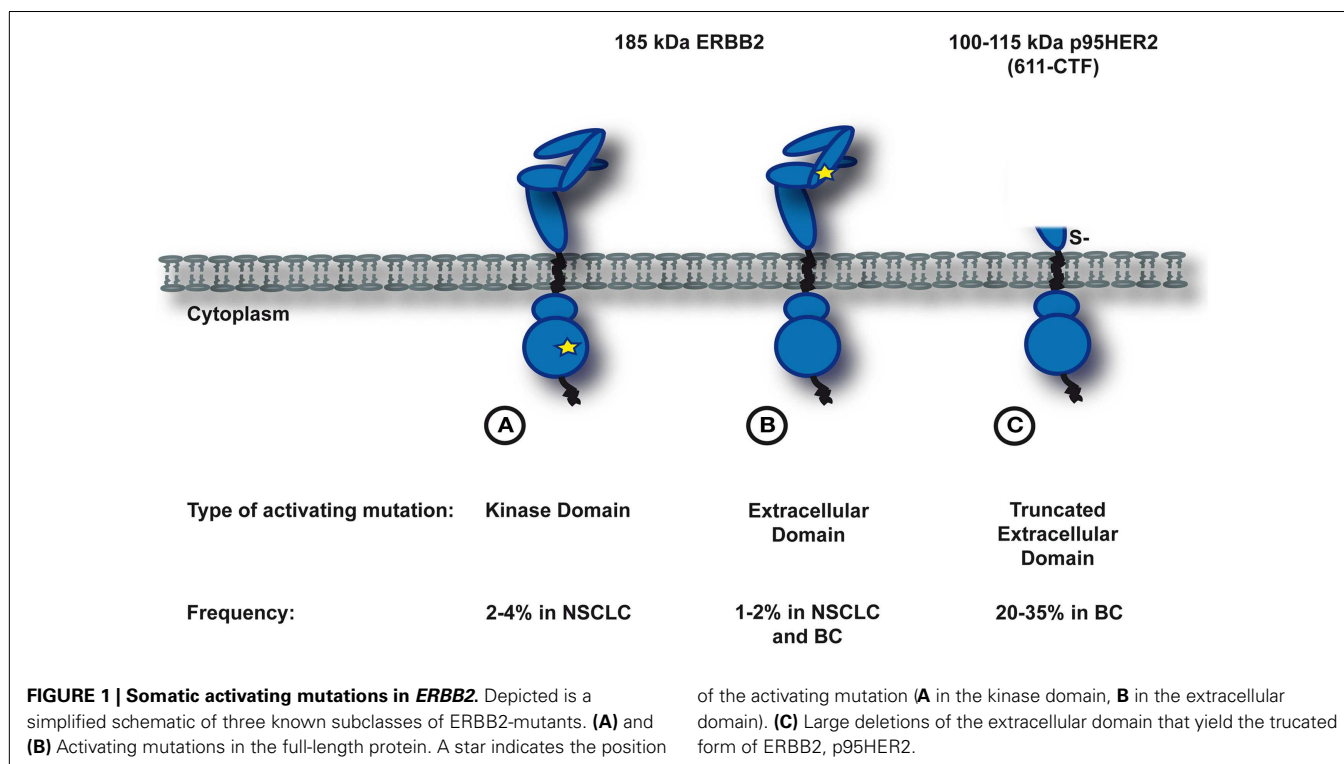 185 kDa ERBB2
100-115 kDa p95HER2
(611-CTF)
S-
Cytoplasm
A
B
C
Type of activating mutation:
Kinase Domain
Extracellular
Domain
Truncated
Extracellular
Domain
Frequency:
2-4% in NSCLC
1-2% in NSCLC
and BC
20-35% in BC
FIGURE 1 | Somatic activating mutations in ERBB2. Depicted is a
simplified schematic of three known subclasses of ERBB2-mutants. (A) and
(B) Activating mutations in the full-length protein. A star indicates the position
of the activating mutation (A in the kinase domain, B in the extracellular
domain). (C) Large deletions of the extracellular domain that yield the trucated
form of ERBB2, p95HER2.